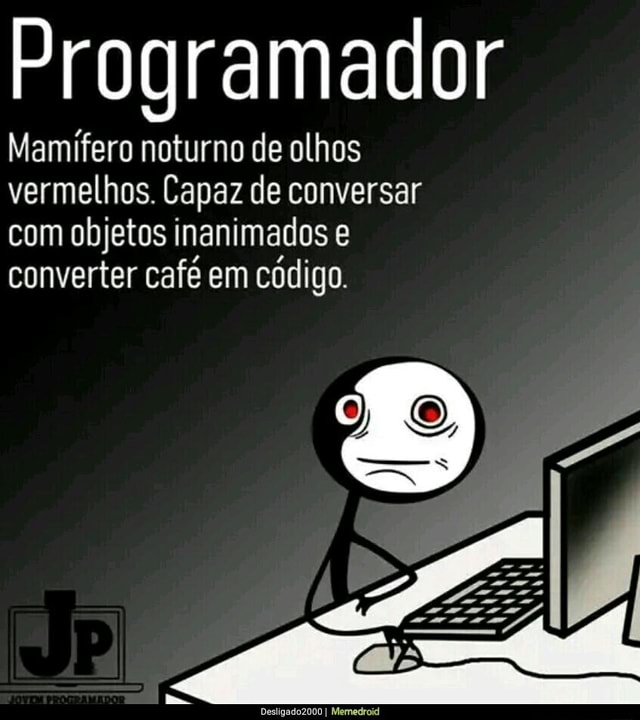 Programador
Mamífero noturno de olhos
vermelhos. Capaz de conversar
com objetos inanimados e
converter café em código.
JP
JOVEM PROGRAMADOR
Desligado2000 | Memedroid